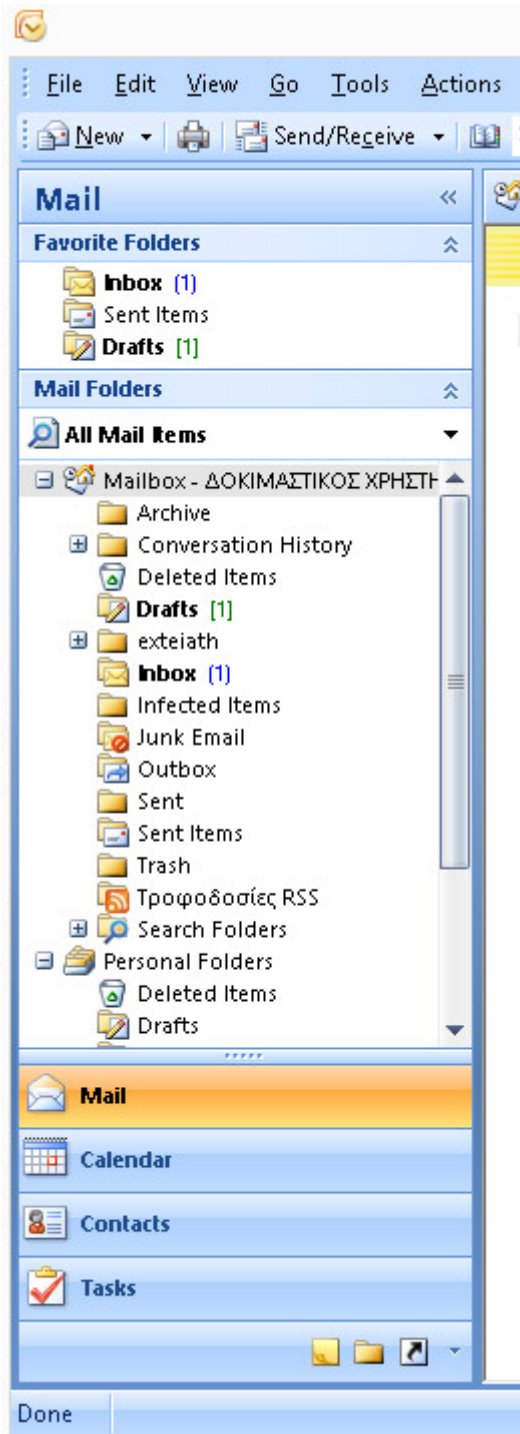 File Edit View Go Tools Actions
New Send/Receive
Mail
Favorite Folders
Inbox (1)
Sent Items
Drafts [1]
Mail Folders
All Mail Items
Mailbox - ΔΟΚΙΜΑΣΤΙΚΟΣ ΧΡΗΣΤΗ
Archive
Conversation History
Deleted Items
Drafts [1]
exteiath
Inbox (1)
Infected Items
Junk Email
Outbox
Sent
Sent Items
Trash
Τροφοδοσίες RSS
Search Folders
Personal Folders
Deleted Items
Drafts
Mail
Calendar
Contacts
Tasks
Done